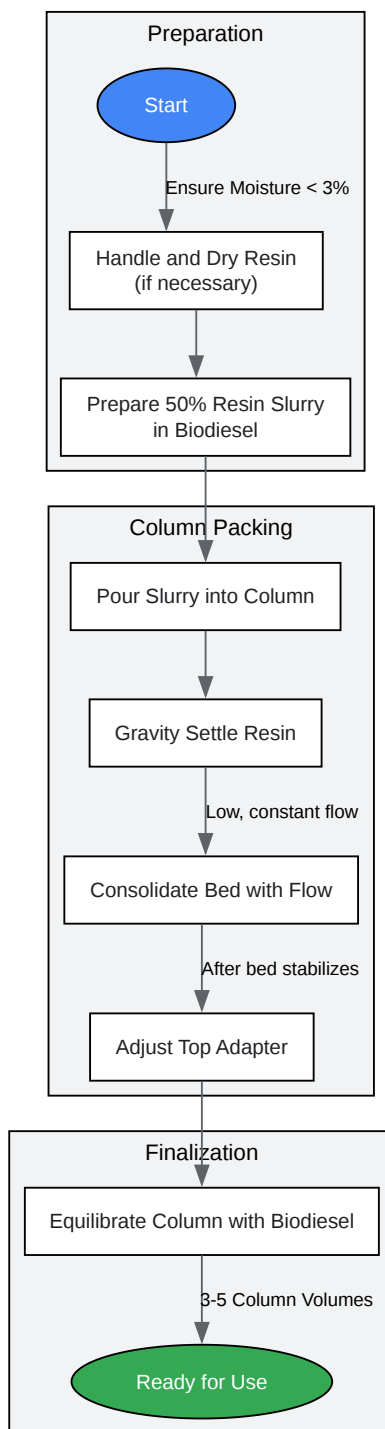 Preparation
Start
Ensure Moisture < 3%
Handle and Dry Resin
(if necessary)
Prepare 50% Resin Slurry
in Biodiesel
Column Packing
Pour Slurry into Column
Gravity Settle Resin
Low, constant flow
Consolidate Bed with Flow
After bed stabilizes
Adjust Top Adapter
Finalization
Equilibrate Column with Biodiesel
3-5 Column Volumes
Ready for Use